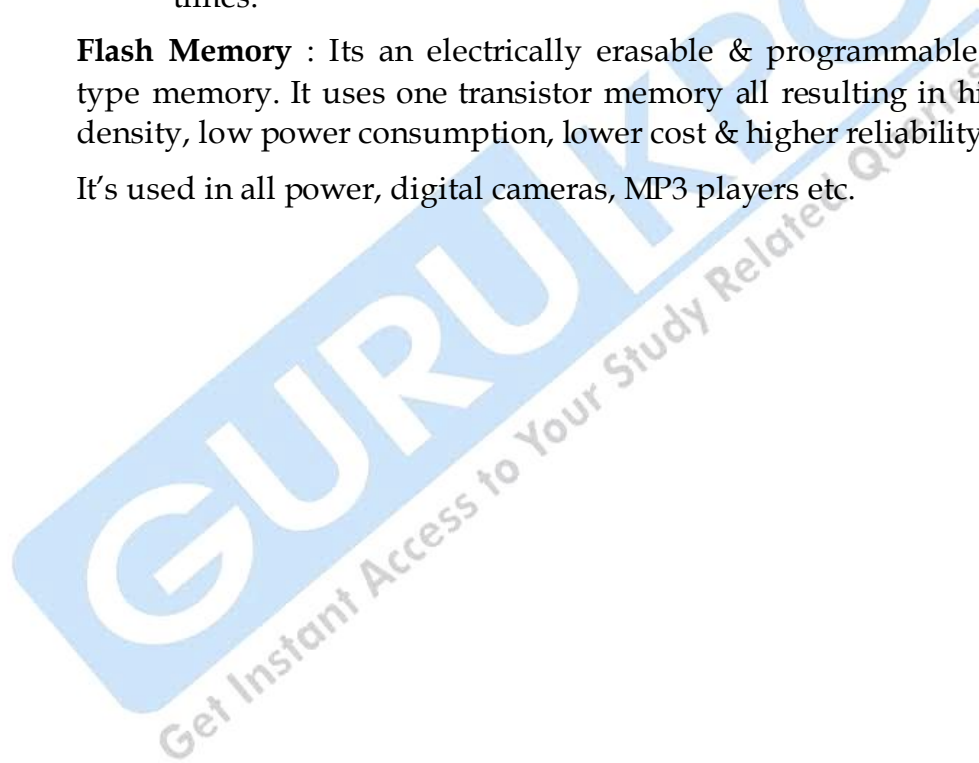 times.
Flash Memory : Its an electrically erasable & programmable
type memory. It uses one transistor memory all resulting in hi
density, low power consumption, lower cost & higher reliability
It's used in all power, digital cameras, MP3 players etc.
GURUKPO
Get Instant Access to Your Study Related Queries